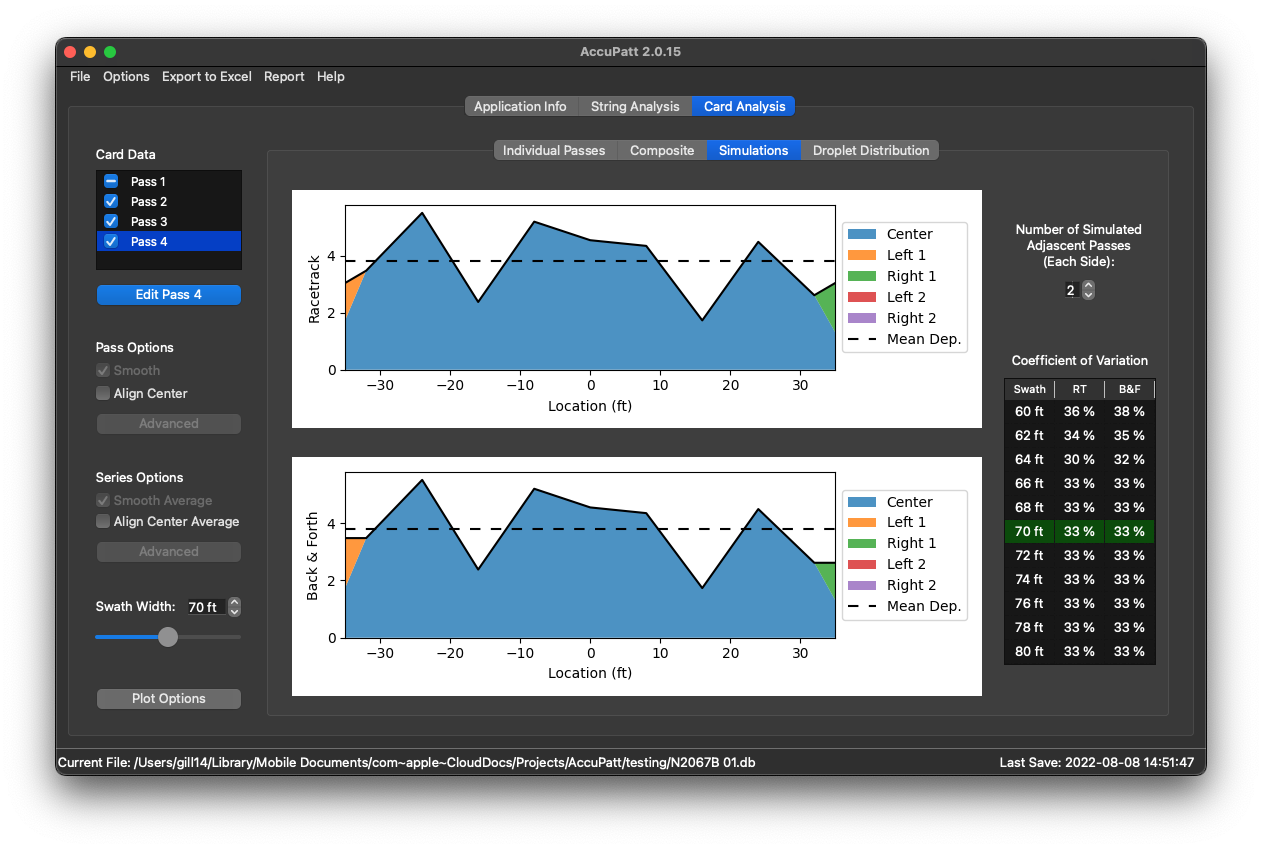 AccuPatt 2.0.15
File Options Export to Excel Report Help
Application Info String Analysis Card Analysis
Card Data
Pass 1
Pass 2
Pass 3
Pass 4
Edit Pass 4
Pass Options
Smooth
Align Center
Advanced
Series Options
Smooth Average
Align Center Average
Advanced
Swath Width: 70 ft
Plot Options
Individual Passes Composite Simulations Droplet Distribution
Racetrack
4
2
0
−30 −20 −10 0 10 20 30
Location (ft)
Center
Left 1
Right 1
Left 2
Right 2
Mean Dep.
Back & Forth
4
2
0
−30 −20 −10 0 10 20 30
Location (ft)
Center
Left 1
Right 1
Left 2
Right 2
Mean Dep.
Number of Simulated
Adjascent Passes
(Each Side):
2
Coefficient of Variation
Swath RT B&F
60 ft 36 % 38 %
62 ft 34 % 35 %
64 ft 30 % 32 %
66 ft 33 % 33 %
68 ft 33 % 33 %
70 ft 33 % 33 %
72 ft 33 % 33 %
74 ft 33 % 33 %
76 ft 33 % 33 %
78 ft 33 % 33 %
80 ft 33 % 33 %
Current File: /Users/gill14/Library/Mobile Documents/com~apple~CloudDocs/Projects/AccuPatt/testing/N2067B 01.db
Last Save: 2022-08-08 14:51:47